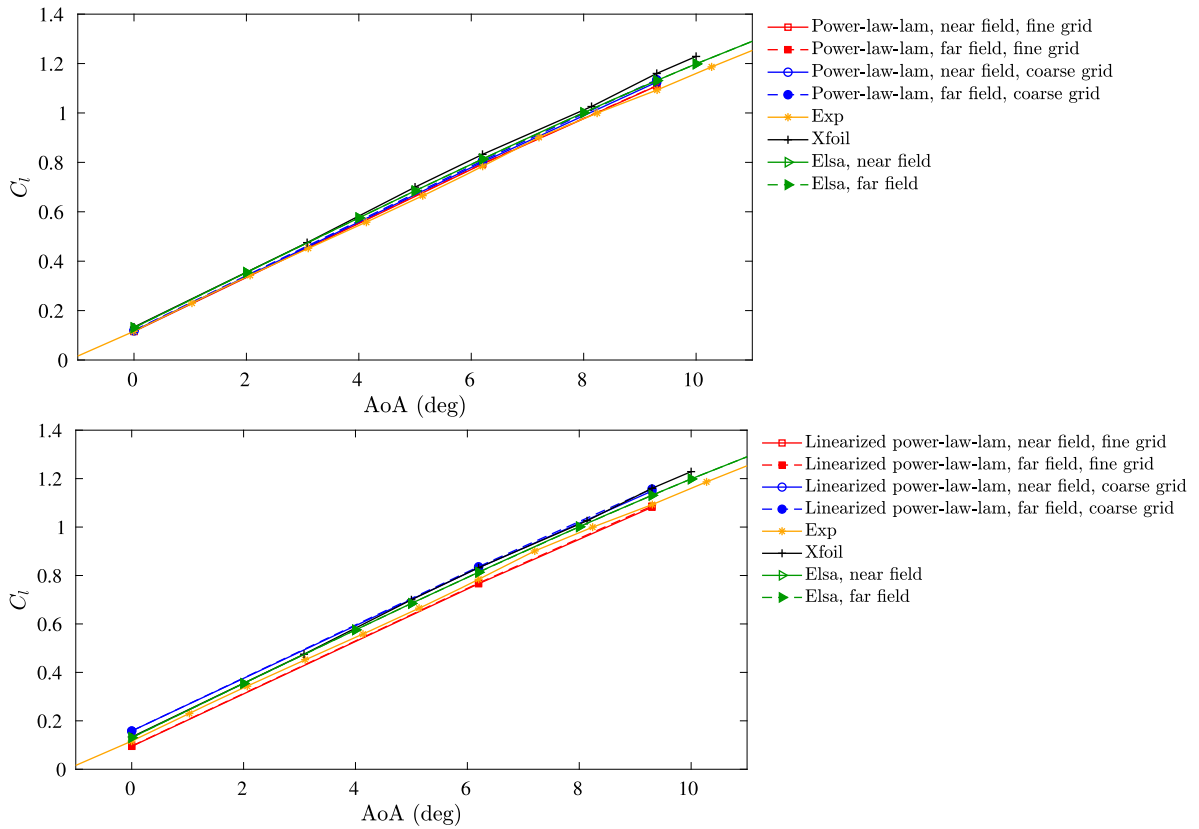 1.4
1.2
1
0.8
0.6
0.4
0.2
0
C_l
0 2 4 6 8 10
AoA (deg)
Power-law-lam, near field, fine grid
Power-law-lam, far field, fine grid
Power-law-lam, near field, coarse grid
Power-law-lam, far field, coarse grid
Exp
Xfoil
Elsa, near field
Elsa, far field
1.4
1.2
1
0.8
0.6
0.4
0.2
0
C_l
0 2 4 6 8 10
AoA (deg)
Linearized power-law-lam, near field, fine grid
Linearized power-law-lam, far field, fine grid
Linearized power-law-lam, near field, coarse grid
Linearized power-law-lam, far field, coarse grid
Exp
Xfoil
Elsa, near field
Elsa, far field